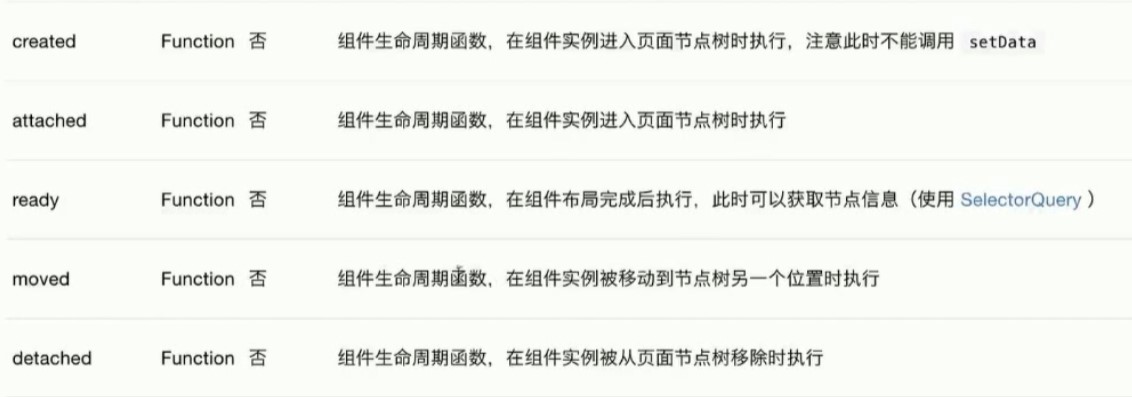 created Function 否 组件生命周期函数，在组件实例进入页面节点树时执行，注意此时不能调用 setData
attached Function 否 组件生命周期函数，在组件实例进入页面节点树时执行
ready Function 否 组件生命周期函数，在组件布局完成后执行，此时可以获取节点信息（使用 SelectorQuery ）
moved Function 否 组件生命周期函数，在组件实例被移动到节点树另一个位置时执行
detached Function 否 组件生命周期函数，在组件实例被从页面节点树移除时执行